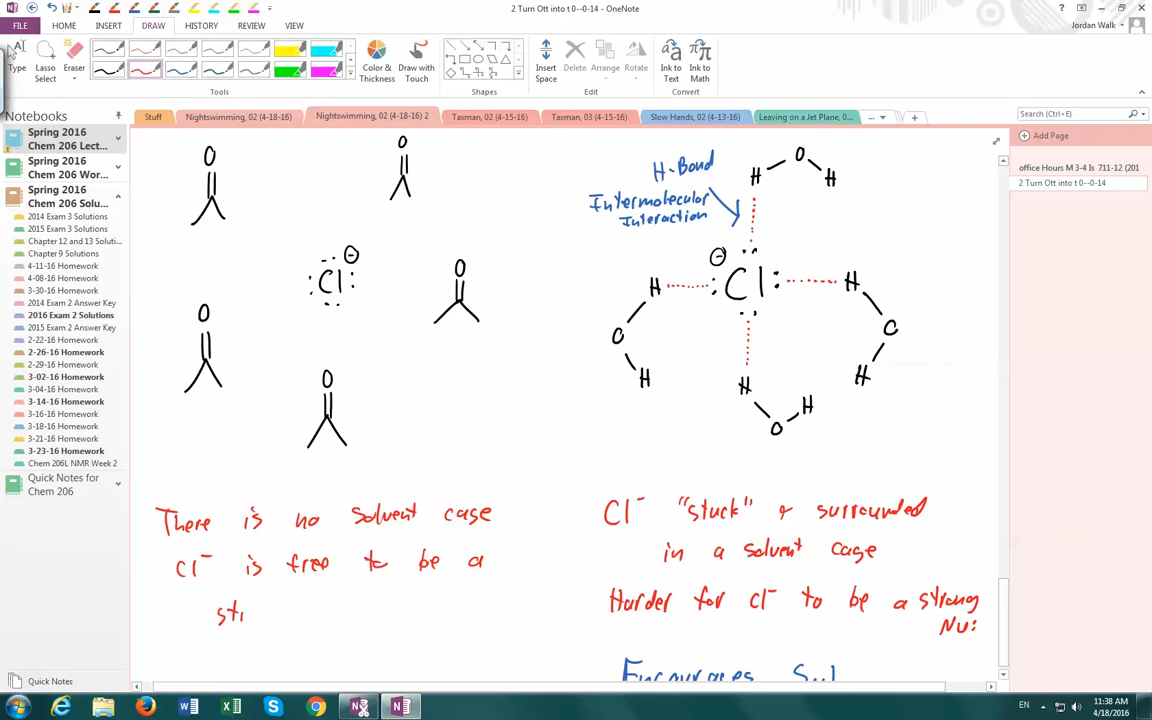 2 Turn Ott into t 0--0-14 - OneNote
Jordan Walk
FILE HOME INSERT DRAW HISTORY REVIEW VIEW
Type
Lasso Select
Eraser
Color & Thickness
Draw with Touch
Insert Space
Delete
Arrange
Rotate
Ink to Text
Ink to Math
Tools
Shapes
Edit
Convert
Notebooks
Stuff
Nightswimming, 02 (4-18-16)
Nightswimming, 02 (4-18-16) 2
Taxman, 02 (4-15-16)
Taxman, 03 (4-15-16)
Slow Hands, 02 (4-13-16)
Leaving on a Jet Plane, 0...
...
Search (Ctrl+E)
Add Page
office Hours M 3-4 Is 711-12 (201
2 Turn Ott into t 0--0-14
Spring 2016
Chem 206 Lect...
Spring 2016
Chem 206 Wor...
Spring 2016
Chem 206 Solu...
2014 Exam 3 Solutions
2015 Exam 3 Solutions
Chapter 12 and 13 Soluti...
Chapter 9 Solutions
4-11-16 Homework
4-08-16 Homework
3-30-16 Homework
2014 Exam 2 Answer Key
2016 Exam 2 Solutions
2015 Exam 2 Answer Key
2-22-16 Homework
2-26-16 Homework
2-29-16 Homework
3-02-16 Homework
3-04-16 Homework
3-14-16 Homework
3-16-16 Homework
3-18-16 Homework
3-21-16 Homework
3-23-16 Homework
Chem 206L NMR Week 2
Quick Notes for
Chem 206
Quick Notes
O
O
Cl ⊖
O
O
O
H-Bond
Intermolecular
Interaction
H O H
⊖
:Cl:
H O H
H O H
H O H
There is no solvent cage
Cl⁻ is free to be a
sti
Cl⁻ "stuck" & surrounded
in a solvent cage
Harder for Cl⁻ to be a strong
Nu:
Encourages
EN
11:38 AM
4/18/2016